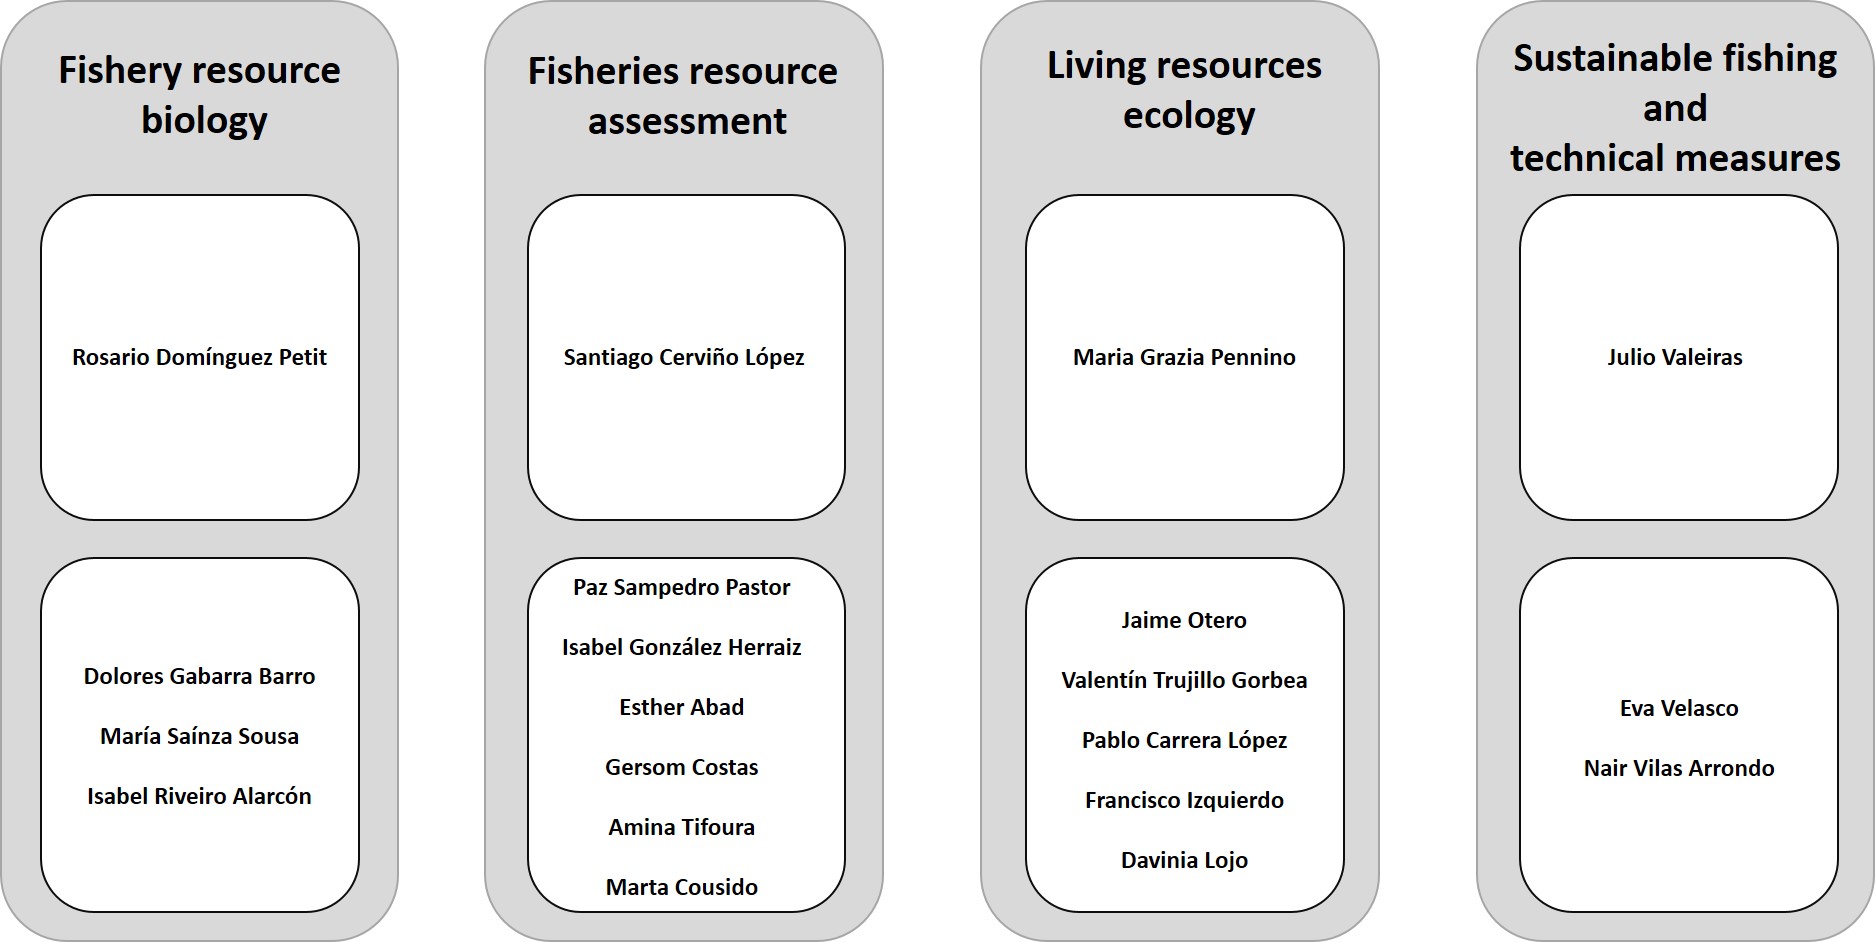 Fishery resource
biology
Rosario Domínguez Petit
Dolores Gabarra Barro
María Saínza Sousa
Isabel Riveiro Alarcón
Fisheries resource
assessment
Santiago Cerviño López
Paz Sampedro Pastor
Isabel González Herraiz
Esther Abad
Gersom Costas
Amina Tifoura
Marta Cousido
Living resources
ecology
Maria Grazia Pennino
Jaime Otero
Valentín Trujillo Gorbea
Pablo Carrera López
Francisco Izquierdo
Davinia Lojo
Sustainable fishing
and
technical measures
Julio Valeiras
Eva Velasco
Nair Vilas Arrondo